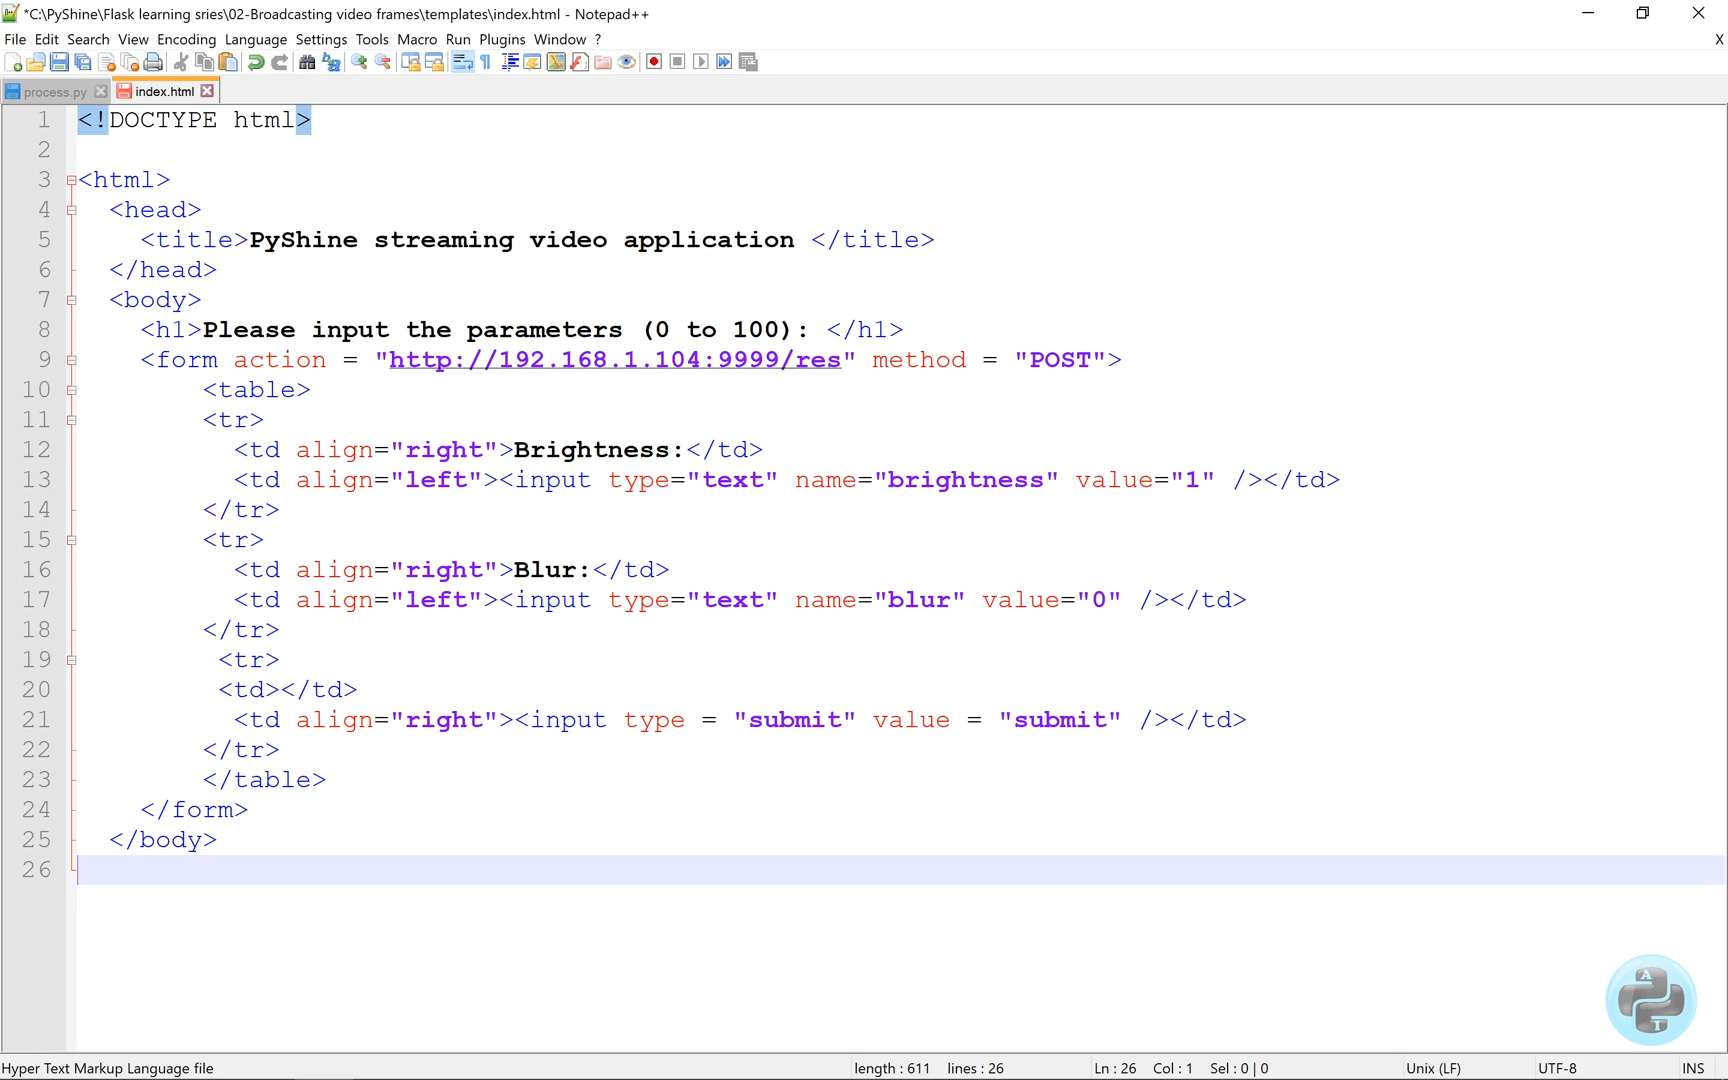 *C:\PyShine\Flask learning sries\02-Broadcasting video frames\templates\index.html - Notepad++
File Edit Search View Encoding Language Settings Tools Macro Run Plugins Window ? X
process.py index.html
1 <!DOCTYPE html>
2
3 <html>
4 <head>
5 <title>PyShine streaming video application </title>
6 </head>
7 <body>
8 <h1>Please input the parameters (0 to 100): </h1>
9 <form action = "http://192.168.1.104:9999/res" method = "POST">
10 <table>
11 <tr>
12 <td align="right">Brightness:</td>
13 <td align="left"><input type="text" name="brightness" value="1" /></td>
14 </tr>
15 <tr>
16 <td align="right">Blur:</td>
17 <td align="left"><input type="text" name="blur" value="0" /></td>
18 </tr>
19 <tr>
20 <td></td>
21 <td align="right"><input type = "submit" value = "submit" /></td>
22 </tr>
23 </table>
24 </form>
25 </body>
26
A
I
Hyper Text Markup Language file length : 611 lines : 26 Ln : 26 Col : 1 Sel : 0 | 0 Unix (LF) UTF-8 INS